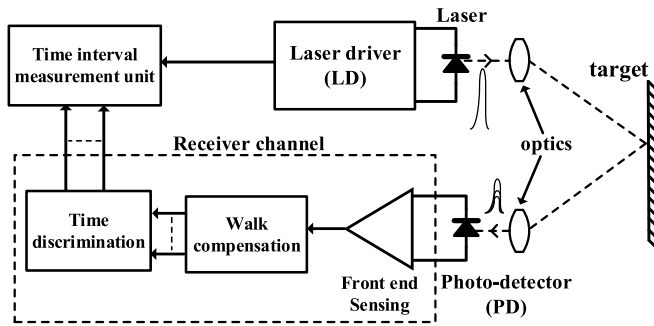 Time interval
measurement unit
Laser driver
(LD)
Laser
target
optics
Receiver channel
Time
discrimination
Walk
compensation
Front end
Sensing
Photo-detector
(PD)